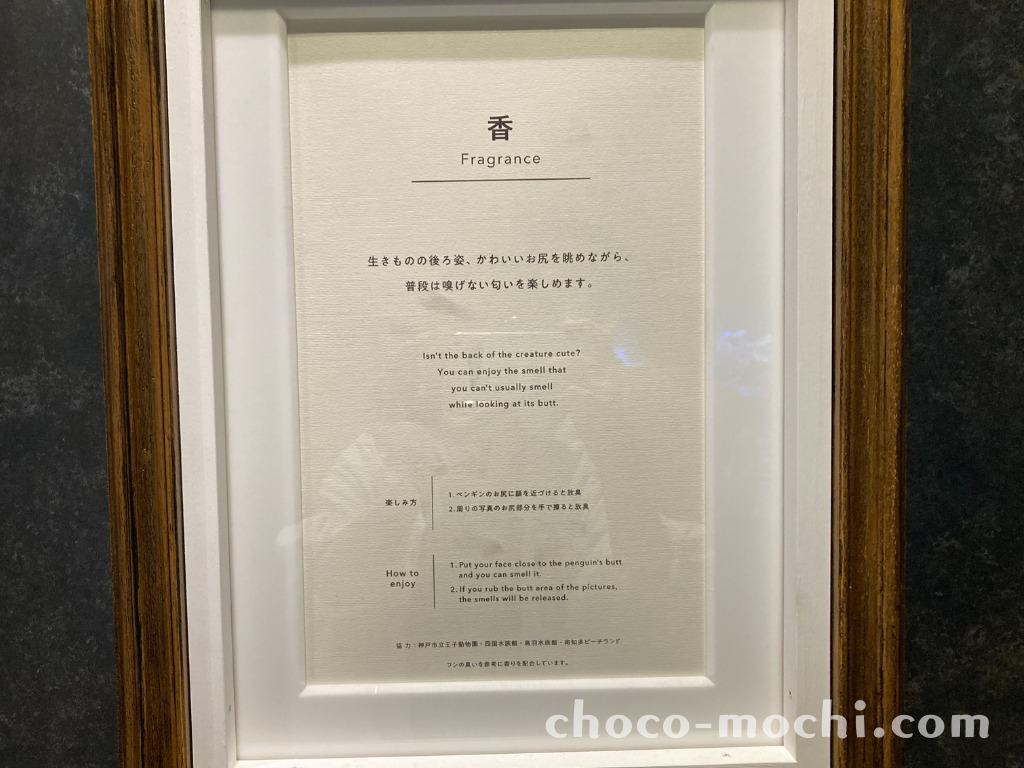 香
Fragrance
生きものの後ろ姿、かわいいお尻を眺めながら、
普段は嗅げない匂いを楽しめます。
Isn't the back of the creature cute?
You can enjoy the smell that
you can't usually smell
while looking at its butt.
楽しみ方
1. ペンギンのお尻に顔を近づけると放臭
2. 周りの写真のお尻部分を手で擦ると放臭
How to
enjoy
1. Put your face close to the penguin's butt
and you can smell it.
2. If you rub the butt area of the pictures,
the smells will be released.
協力：神戸市立王子動物園・四国水族館・鳥羽水族館・南知多ビーチランド
フンの臭いを参考に香りを配合しています。
choco-mochi.com